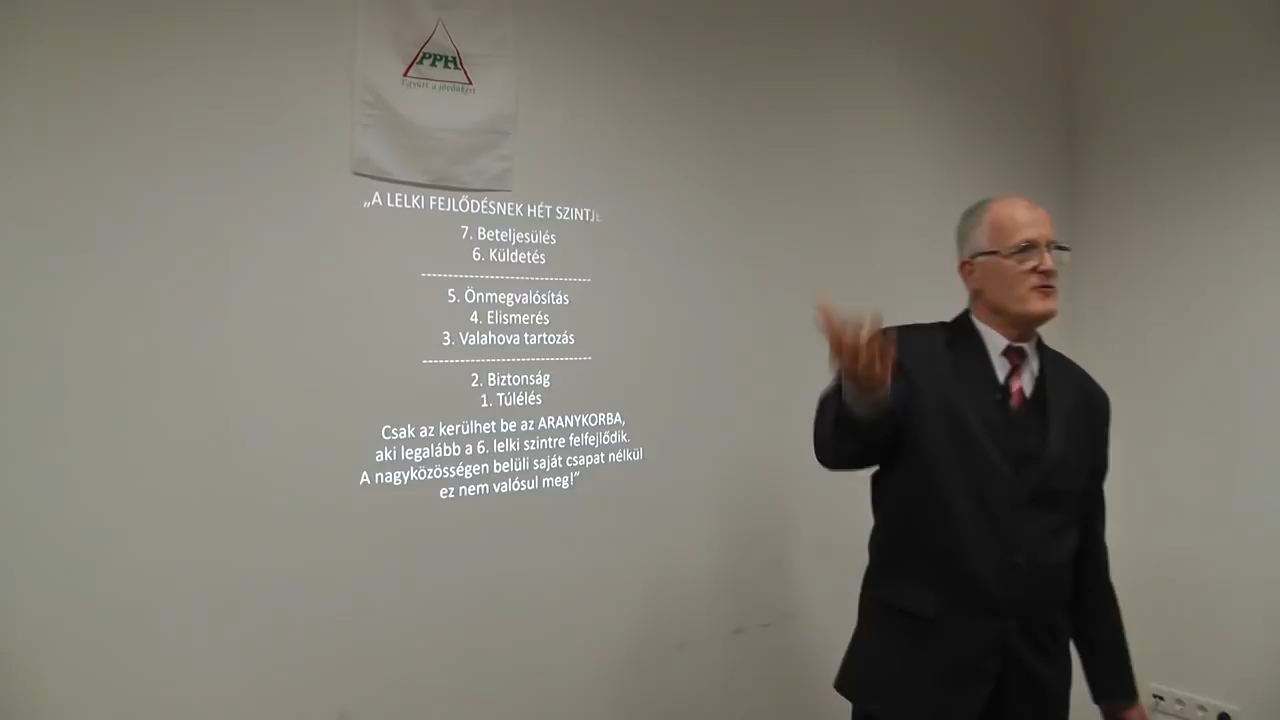 PPH
Együtt a jövőnkért
„A LELKI FEJLŐDÉSNEK HÉT SZINTJE
7. Beteljesülés
6. Küldetés
5. Önmegvalósítás
4. Elismerés
3. Valahova tartozás
2. Biztonság
1. Túlélés
Csak az kerülhet be az ARANYKORBA,
aki legalább a 6. lelki szintre felfejlődik.
A nagyközösségen belüli saját csapat nélkül
ez nem valósul meg!”